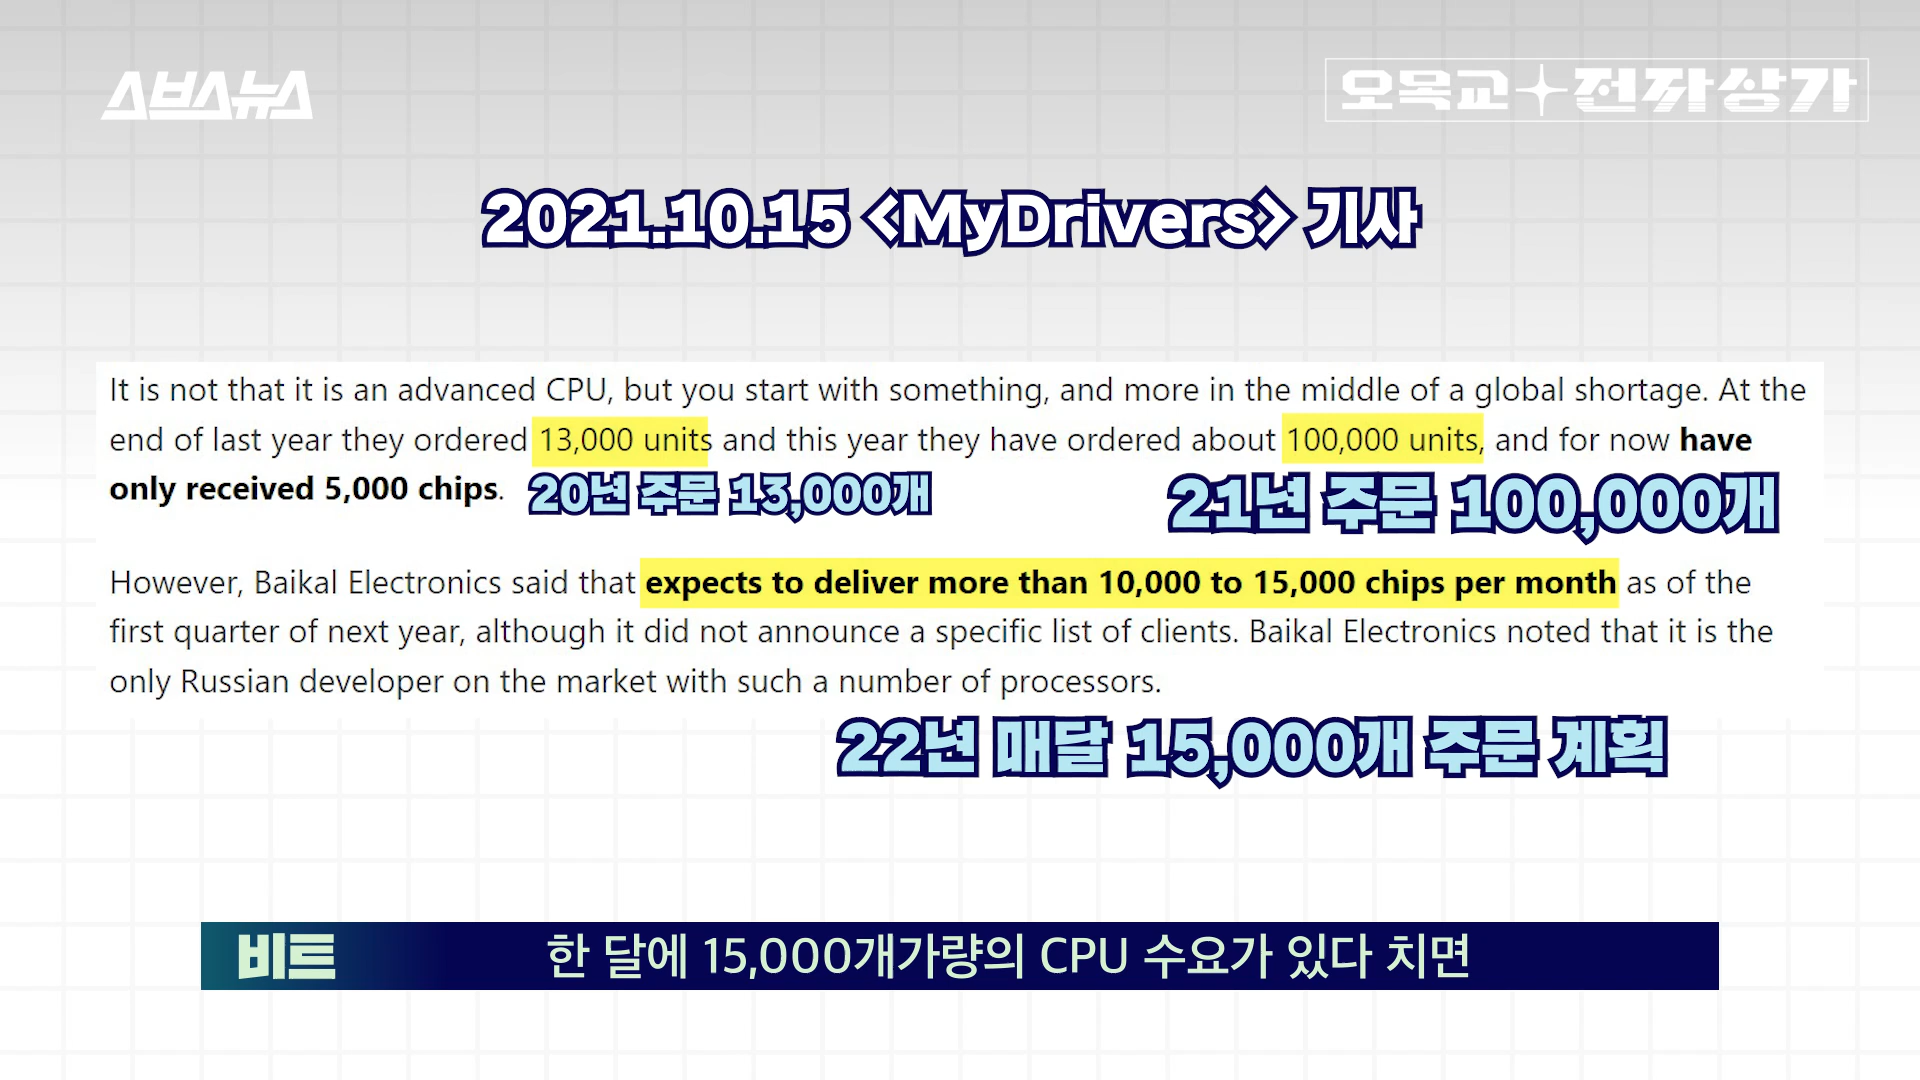 스브스뉴스
오목교 전자상가
2021.10.15 <MyDrivers> 기사
It is not that it is an advanced CPU, but you start with something, and more in the middle of a global shortage. At the
end of last year they ordered 13,000 units and this year they have ordered about 100,000 units, and for now have
only received 5,000 chips.
20년 주문 13,000개
21년 주문 100,000개
However, Baikal Electronics said that expects to deliver more than 10,000 to 15,000 chips per month as of the
first quarter of next year, although it did not announce a specific list of clients. Baikal Electronics noted that it is the
only Russian developer on the market with such a number of processors.
22년 매달 15,000개 주문 계획
비트
한 달에 15,000개가량의 CPU 수요가 있다 치면